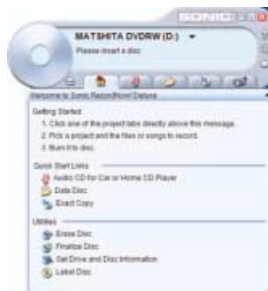 SONIC
MATSHITA DVDRW (D:)
Please insert a disc
Welcome to Sonic RecordNow! Deluxe
Getting Started
1. Click one of the project tabs directly above this message.
2. Pick a project and the files or songs to record.
3. Burn the disc.
Quick Start Links
Audio CD for Car or Home CD Player
Data Disc
Exact Copy
Utilities
Erase Disc
Finalize Disc
Get Drive and Disc Information
Label Disc